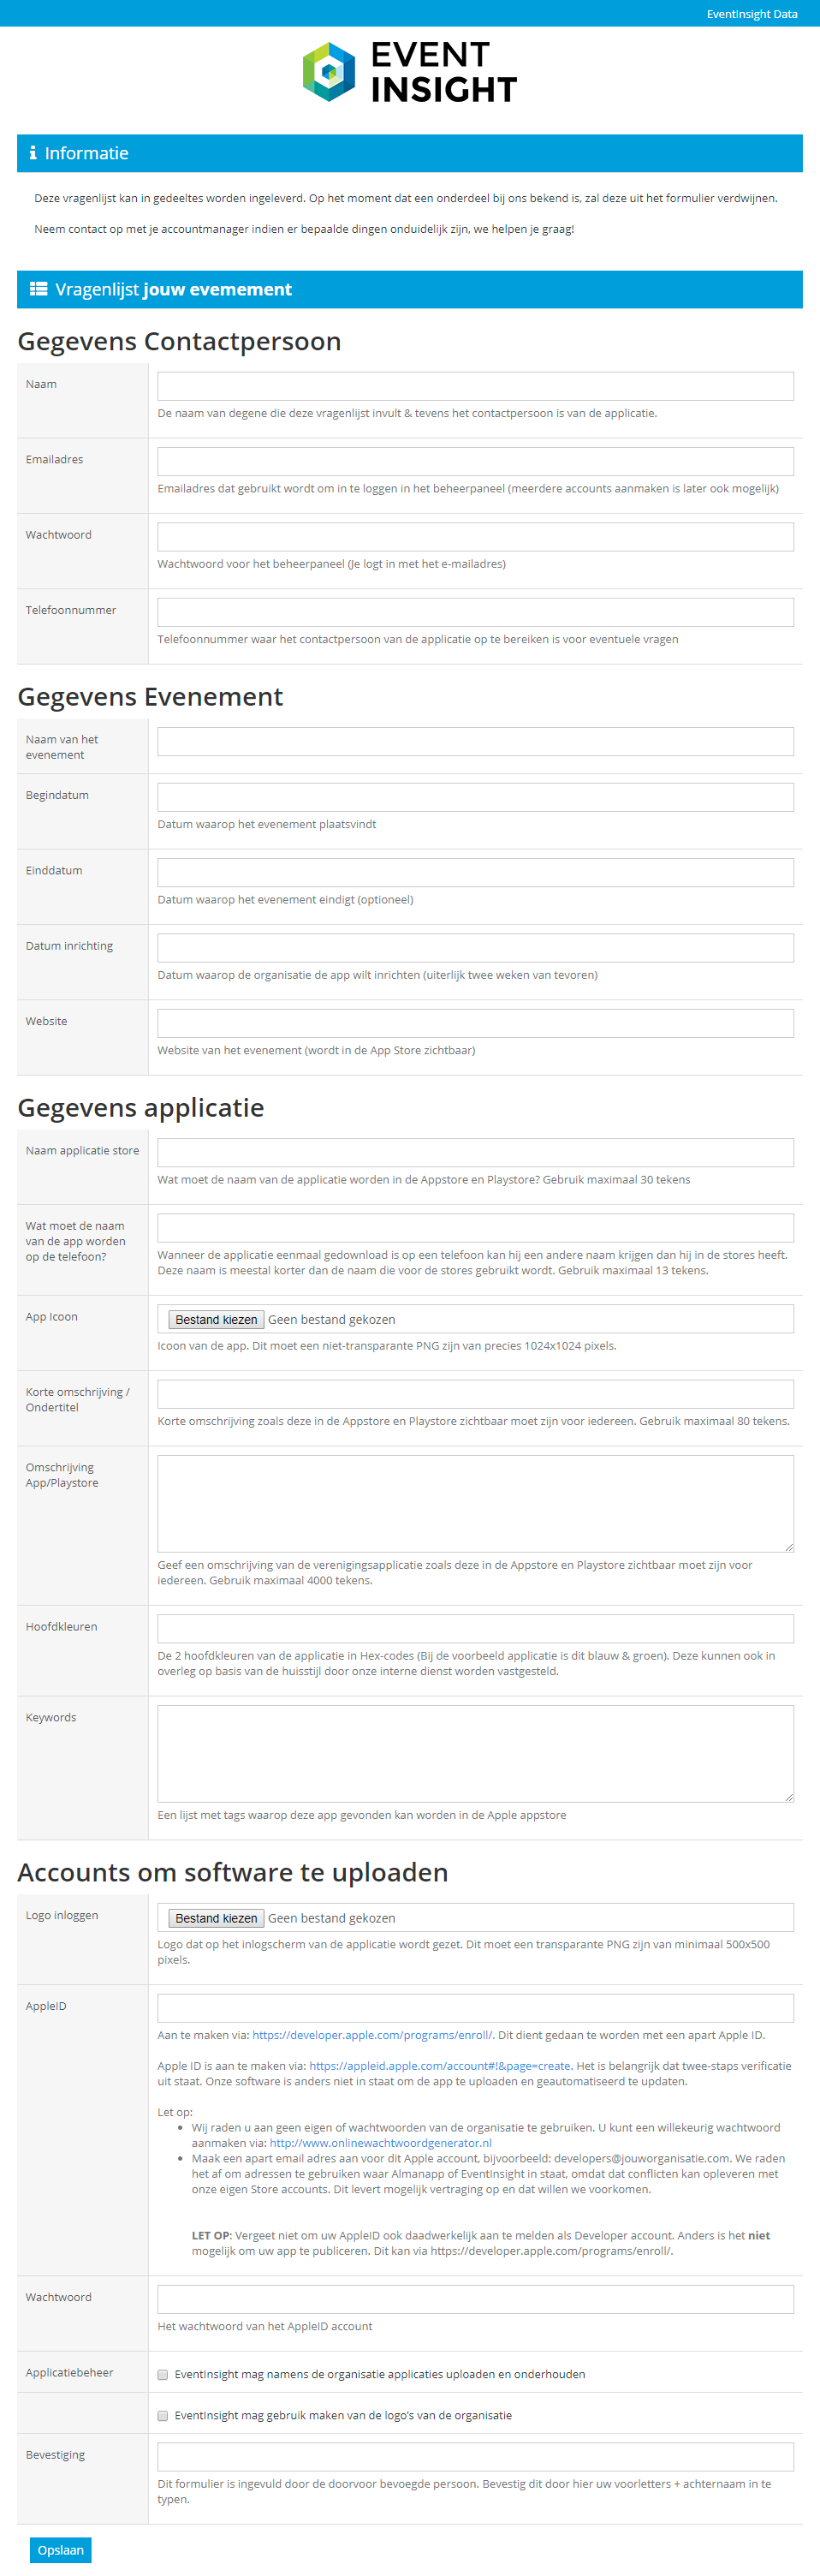 EventInsight Data
EVENT
INSIGHT
Informatie
Deze vragenlijst kan in gedeeltes worden ingeleverd. Op het moment dat een onderdeel bij ons bekend is, zal deze uit het formulier verdwijnen.
Neem contact op met je accountmanager indien er bepaalde dingen onduidelijk zijn, we helpen je graag!
Vragenlijst jouw evemement
Gegevens Contactpersoon
Naam
De naam van degene die deze vragenlijst invult & tevens het contactpersoon is van de applicatie.
Emailadres
Emailadres dat gebruikt wordt om in te loggen in het beheerpaneel (meerdere accounts aanmaken is later ook mogelijk)
Wachtwoord
Wachtwoord voor het beheerpaneel (Je logt in met het e-mailadres)
Telefoonnummer
Telefoonnummer waar het contactpersoon van de applicatie op te bereiken is voor eventuele vragen
Gegevens Evenement
Naam van het
evenement
Begindatum
Datum waarop het evenement plaatsvindt
Einddatum
Datum waarop het evenement eindigt (optioneel)
Datum inrichting
Datum waarop de organisatie de app wilt inrichten (uiterlijk twee weken van tevoren)
Website
Website van het evenement (wordt in de App Store zichtbaar)
Gegevens applicatie
Naam applicatie store
Wat moet de naam van de applicatie worden in de Appstore en Playstore? Gebruik maximaal 30 tekens
Wat moet de naam
van de app worden
op de telefoon?
Wanneer de applicatie eenmaal gedownload is op een telefoon kan hij een andere naam krijgen dan hij in de stores heeft.
Deze naam is meestal korter dan de naam die voor de stores gebruikt wordt. Gebruik maximaal 13 tekens.
App Icoon
Bestand kiezen Geen bestand gekozen
Icoon van de app. Dit moet een niet-transparante PNG zijn van precies 1024x1024 pixels.
Korte omschrijving /
Ondertitel
Korte omschrijving zoals deze in de Appstore en Playstore zichtbaar moet zijn voor iedereen. Gebruik maximaal 80 tekens.
Omschrijving
App/Playstore
Geef een omschrijving van de verenigingsapplicatie zoals deze in de Appstore en Playstore zichtbaar moet zijn voor
iedereen. Gebruik maximaal 4000 tekens.
Hoofdkleuren
De 2 hoofdkleuren van de applicatie in Hex-codes (Bij de voorbeeld applicatie is dit blauw & groen). Deze kunnen ook in
overleg op basis van de huisstijl door onze interne dienst worden vastgesteld.
Keywords
Een lijst met tags waarop deze app gevonden kan worden in de Apple appstore
Accounts om software te uploaden
Logo inloggen
Bestand kiezen Geen bestand gekozen
Logo dat op het inlogscherm van de applicatie wordt gezet. Dit moet een transparante PNG zijn van minimaal 500x500
pixels.
AppleID
Aan te maken via: https://developer.apple.com/programs/enroll/. Dit dient gedaan te worden met een apart Apple ID.
Apple ID is aan te maken via: https://appleid.apple.com/account#!&page=create. Het is belangrijk dat twee-staps verificatie
uit staat. Onze software is anders niet in staat om de app te uploaden en geautomatiseerd te updaten.
Let op:
• Wij raden u aan geen eigen of wachtwoorden van de organisatie te gebruiken. U kunt een willekeurig wachtwoord
aanmaken via: http://www.onlinewachtwoordgenerator.nl
• Maak een apart email adres aan voor dit Apple account, bijvoorbeeld: developers@jouworganisatie.com. We raden
het af om adressen te gebruiken waar Almanapp of EventInsight in staat, omdat dat conflicten kan opleveren met
onze eigen Store accounts. Dit levert mogelijk vertraging op en dat willen we voorkomen.
LET OP: Vergeet niet om uw AppleID ook daadwerkelijk aan te melden als Developer account. Anders is het niet
mogelijk om uw app te publiceren. Dit kan via https://developer.apple.com/programs/enroll/.
Wachtwoord
Het wachtwoord van het AppleID account
Applicatiebeheer
EventInsight mag namens de organisatie applicaties uploaden en onderhouden
EventInsight mag gebruik maken van de logo's van de organisatie
Bevestiging
Dit formulier is ingevuld door de doorvoor bevoegde persoon. Bevestig dit door hier uw voorletters + achternaam in te
typen.
Opslaan